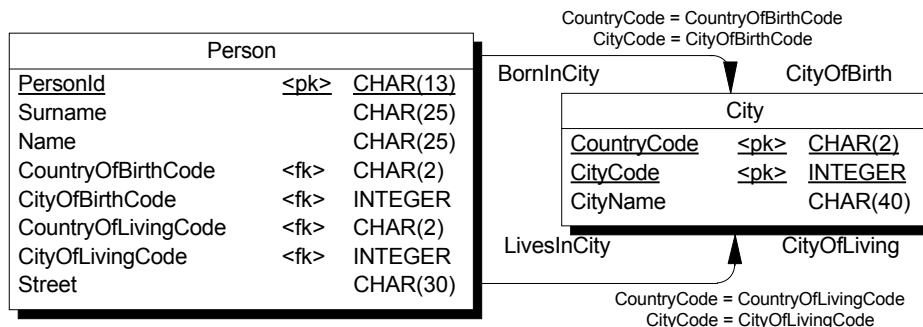 CountryCode = CountryOfBirthCode
CityCode = CityOfBirthCode
Person
PersonId <pk> CHAR(13)
Surname CHAR(25)
Name CHAR(25)
CountryOfBirthCode <fk> CHAR(2)
CityOfBirthCode <fk> INTEGER
CountryOfLivingCode <fk> CHAR(2)
CityOfLivingCode <fk> INTEGER
Street CHAR(30)
BornInCity CityOfBirth
City
CountryCode <pk> CHAR(2)
CityCode <pk> INTEGER
CityName CHAR(40)
LivesInCity CityOfLiving
CountryCode = CountryOfLivingCode
CityCode = CityOfLivingCode